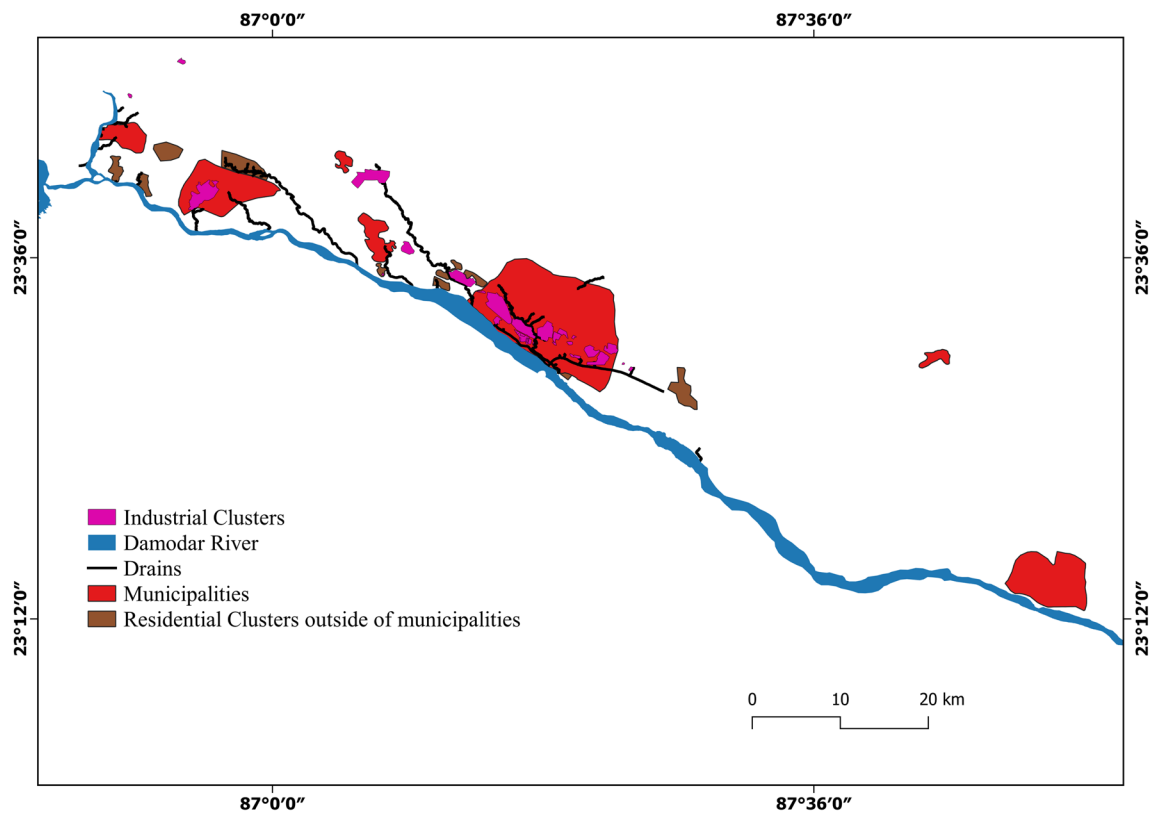 87°0′0″ 87°36′0″
23°36′0″ 23°36′0″
Industrial Clusters
Damodar River
Drains
Municipalities
Residential Clusters outside of municipalities
23°12′0″ 23°12′0″
0 10 20 km
87°0′0″ 87°36′0″